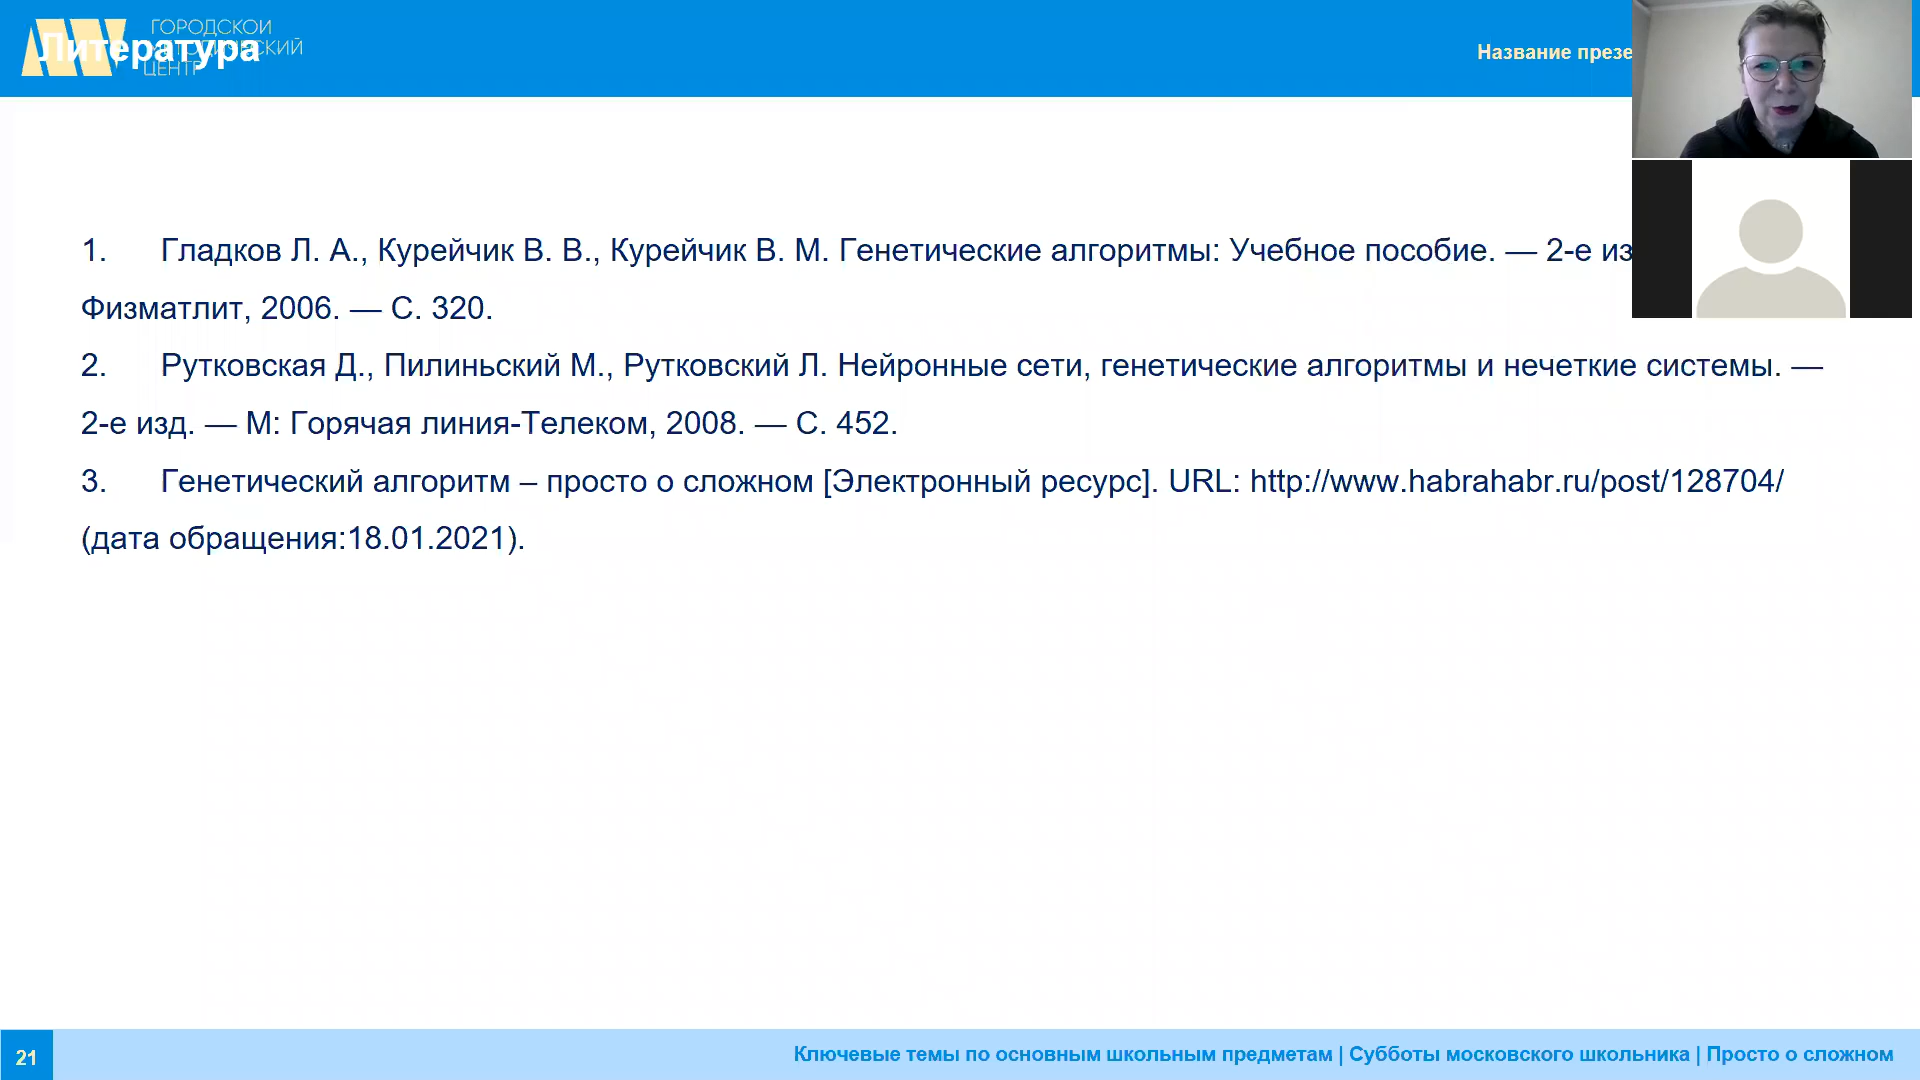 ГОРОДСКОЙ
Литература
ЦЕНТР
Название презе
1. Гладков Л. А., Курейчик В. В., Курейчик В. М. Генетические алгоритмы: Учебное пособие. — 2-е из
Физматлит, 2006. — С. 320.
2. Рутковская Д., Пилиньский М., Рутковский Л. Нейронные сети, генетические алгоритмы и нечеткие системы. —
2-е изд. — М: Горячая линия-Телеком, 2008. — С. 452.
3. Генетический алгоритм – просто о сложном [Электронный ресурс]. URL: http://www.habrahabr.ru/post/128704/
(дата обращения:18.01.2021).
21
Ключевые темы по основным школьным предметам | Субботы московского школьника | Просто о сложном